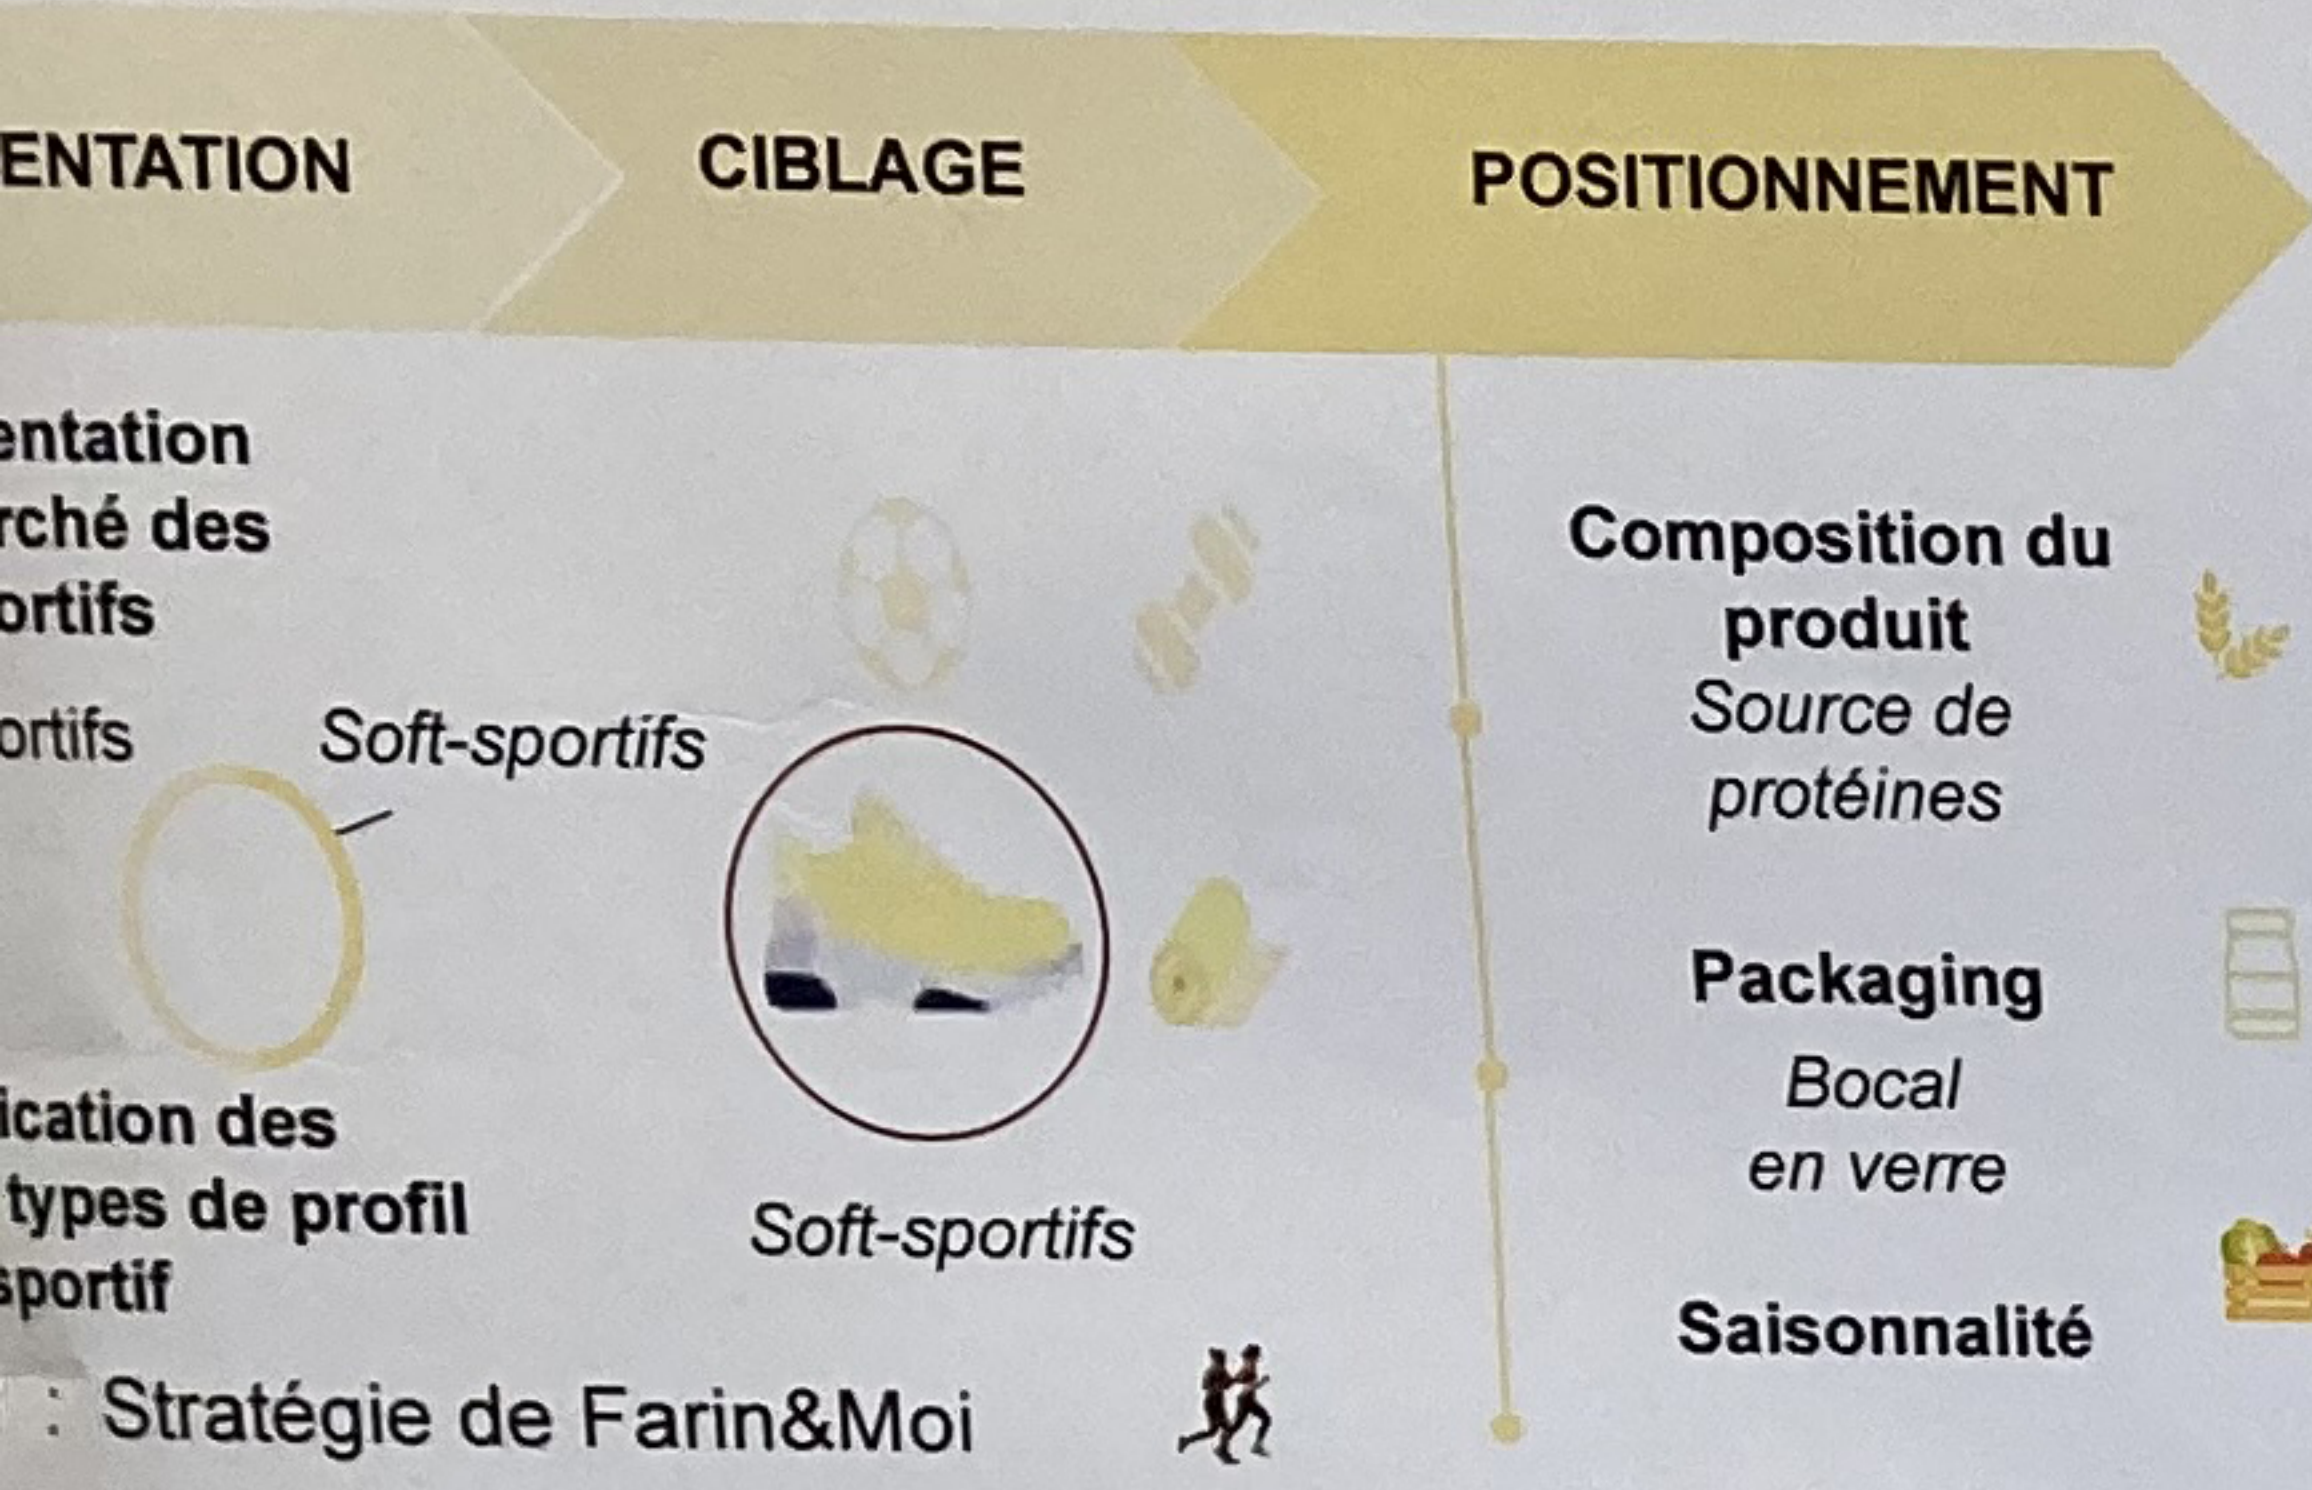 ENTATION
CIBLAGE
POSITIONNEMENT
entation
rché des
ortifs
ortifs
Soft-sportifs
ication des
types de profil
sportif
Soft-sportifs
Composition du
produit
Source de
protéines
Packaging
Bocal
en verre
Saisonnalité
: Stratégie de Farin&Moi